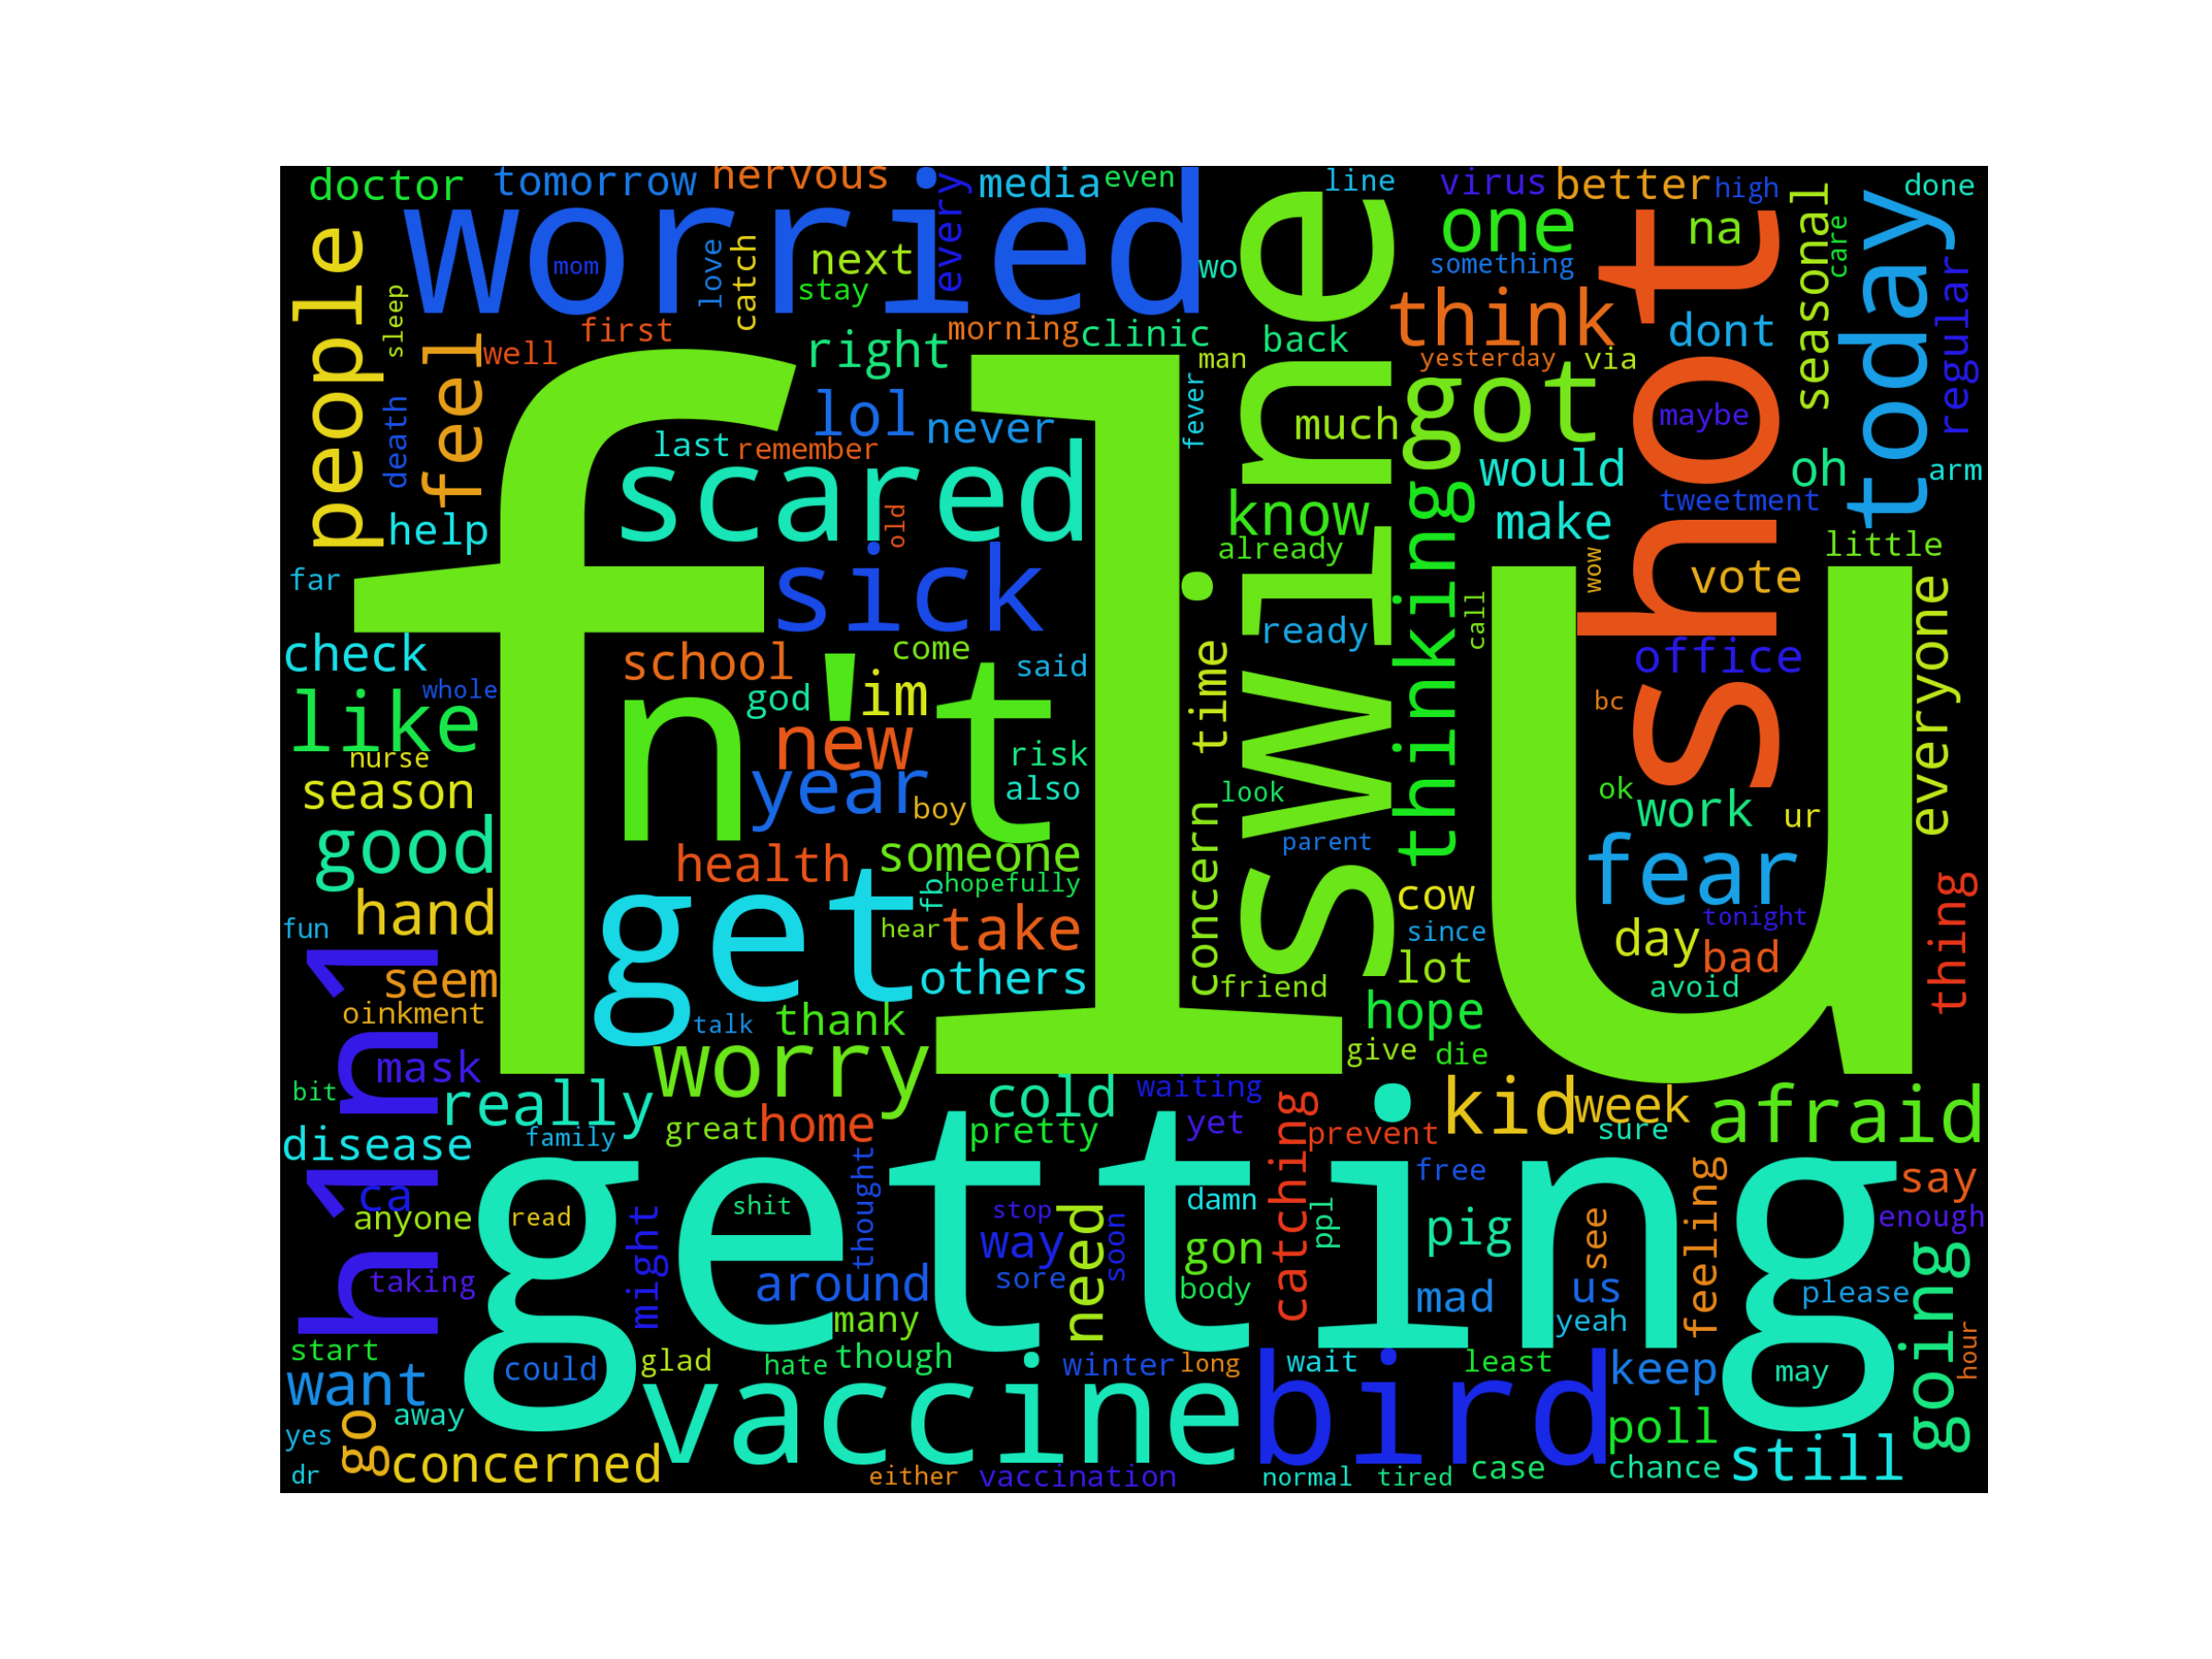 doctor
tomorrow
nervous
every
media
even
line
virus
better
high
seasonal
done
worried
people
mom
love
catch
next
stay
wo
swine
one
something
na
care
today
regular
shot
sleep
feel
well
first
right
morning
clinic
back
man
think
yesterday
via
dont
death
lol
never
last
remember
fever
much
got
maybe
would
oh
arm
help
scared
old
know
already
thinking
make
tweetment
little
far
flu
sick
ready
call
wow
vote
everyone
check
like
whole
school
come
said
god
im
n't
time
office
bc
nurse
new
risk
season
year
also
boy
look
concern
ok
work
ur
good
health
someone
parent
fear
fb
hopefully
hand
get
hear
take
cow
since
tonight
day
bad
thing
fun
h1n1
seem
others
friend
lot
avoid
oinkment
talk
thank
hope
mask
worry
give
die
bit
really
cold
waiting
kid
week
afraid
great
home
pretty
yet
catching
prevent
sure
disease
family
getting
ca
anyone
read
might
shit
thought
stop
way
soon
need
damn
gon
ppl
pig
free
see
feeling
say
enough
taking
around
sore
body
mad
us
please
going
many
yeah
hour
start
want
could
glad
hate
though
winter
long
wait
least
keep
may
vaccine
bird
go
away
poll
still
yes
concerned
dr
either
vaccination
normal
tired
case
chance